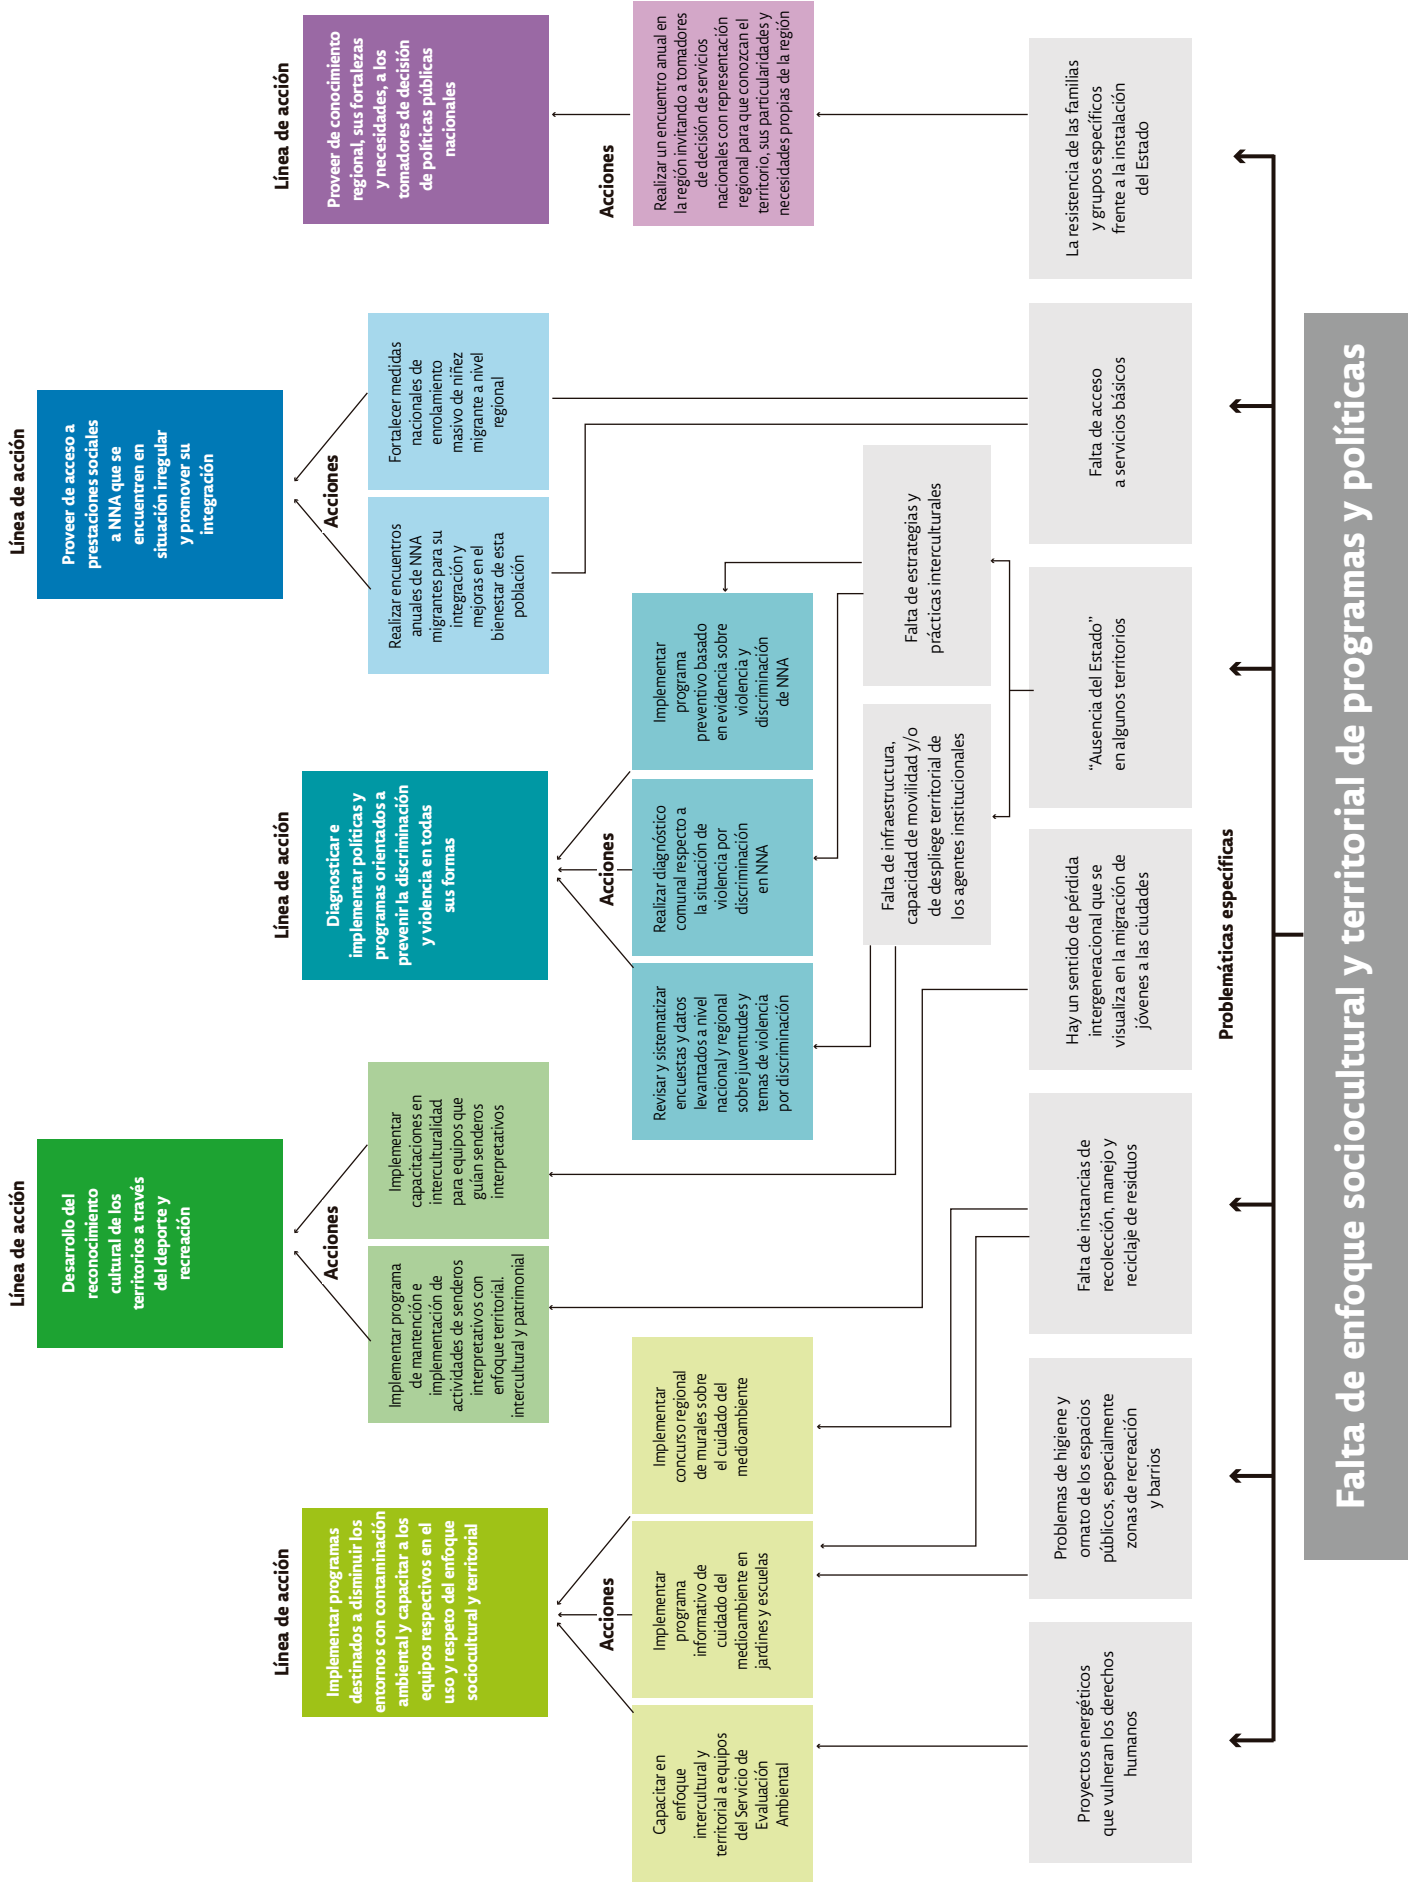 Línea de acción
Desarrollo del
reconocimiento
cultural de los
territorios a través
del deporte y
recreación
Línea de acción
Proveer de acceso a
prestaciones sociales
a NNA que se
encuentren en
situación irregular
y promover su
integración
Línea de acción
Implementar programas
destinados a disminuir los
entornos con contaminación
ambiental y capacitar a los
equipos respectivos en el
uso y respeto del enfoque
sociocultural y territorial
Acciones
Implementar programa
de mantención e
implementación de
actividades de senderos
interpretativos con
enfoque territorial.
intercultural y patrimonial
Implementar
capacitaciones en
interculturalidad
para equipos que
guían senderos
interpretativos
Línea de acción
Diagnosticar e
implementar políticas y
programas orientados a
prevenir la discriminación
y violencia en todas
sus formas
Acciones
Realizar encuentros
anuales de NNA
migrantes para su
integración y
mejoras en el
bienestar de esta
población
Fortalecer medidas
nacionales de
enrolamiento
masivo de niñez
migrante a nivel
regional
Línea de acción
Proveer de conocimiento
regional, sus fortalezas
y necesidades, a los
tomadores de decisión
de políticas públicas
nacionales
Acciones
Capacitar en
enfoque
intercultural y
territorial a equipos
del Servicio de
Evaluación
Ambiental
Implementar
programa
informativo de
cuidado del
medioambiente en
jardines y escuelas
Implementar
concurso regional
de murales sobre
el cuidado del
medioambiente
Acciones
Revisar y sistematizar
encuestas y datos
levantados a nivel
nacional y regional
sobre juventudes y
temas de violencia
por discriminación
Realizar diagnóstico
comunal respecto a
la situación de
violencia por
discriminación
en NNA
Implementar
programa
preventivo basado
en evidencia sobre
violencia y
discriminación
de NNA
Acciones
Realizar un encuentro anual en
la región invitando a tomadores
de decisión de servicios
nacionales con representación
regional para que conozcan el
territorio, sus particularidades y
necesidades propias de la región
Falta de infraestructura,
capacidad de movilidad y/o
de despliege territorial de
los agentes institucionales
Falta de estrategias y
prácticas interculturales
Proyectos energéticos
que vulneran los derechos
humanos
Problemas de higiene y
ornato de los espacios
públicos, especialmente
zonas de recreación
y barrios
Falta de instancias de
recolección, manejo y
reciclaje de residuos
Hay un sentido de pérdida
intergeneracional que se
visualiza en la migración de
jóvenes a las ciudades
“Ausencia del Estado”
en algunos territorios
Falta de acceso
a servicios básicos
La resistencia de las familias
y grupos específicos
frente a la instalación
del Estado
Problemáticas específicas
Falta de enfoque sociocultural y territorial de programas y políticas